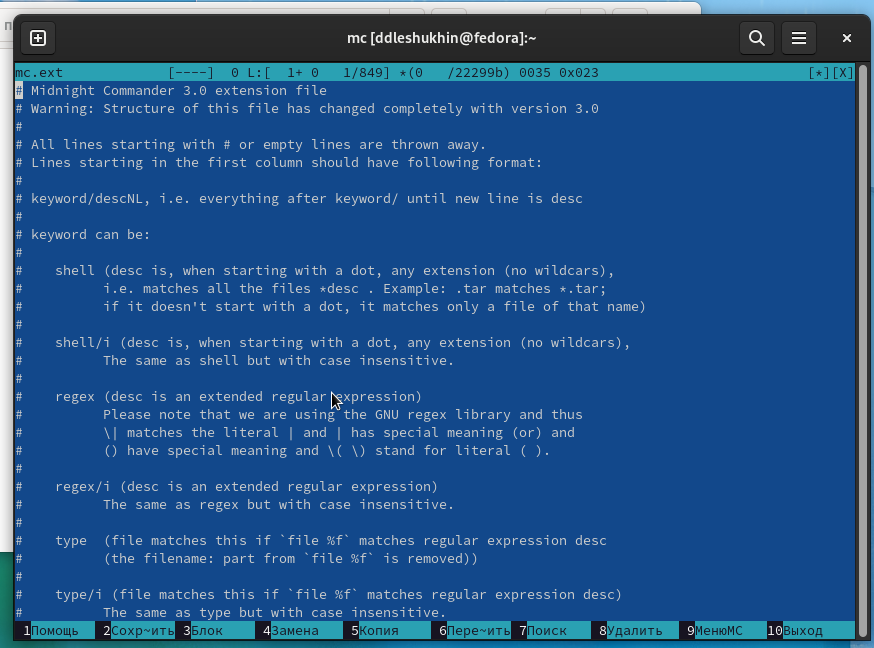 mc [ddleshukhin@fedora]:~
mc.ext [----] 0 L:[ 1+ 0 1/849] *(0 /22299b) 0035 0x023 [*][X]
# Midnight Commander 3.0 extension file
# Warning: Structure of this file has changed completely with version 3.0
#
# All lines starting with # or empty lines are thrown away.
# Lines starting in the first column should have following format:
#
# keyword/descNL, i.e. everything after keyword/ until new line is desc
#
# keyword can be:
#
#    shell (desc is, when starting with a dot, any extension (no wildcars),
#          i.e. matches all the files *desc . Example: .tar matches *.tar;
#          if it doesn't start with a dot, it matches only a file of that name)
#
#    shell/i (desc is, when starting with a dot, any extension (no wildcars),
#          The same as shell but with case insensitive.
#
#    regex (desc is an extended regular expression)
#          Please note that we are using the GNU regex library and thus
#          \| matches the literal | and | has special meaning (or) and
#          () have special meaning and \( \) stand for literal ( ).
#
#    regex/i (desc is an extended regular expression)
#          The same as regex but with case insensitive.
#
#    type  (file matches this if `file %f` matches regular expression desc
#          (the filename: part from `file %f` is removed))
#
#    type/i (file matches this if `file %f` matches regular expression desc)
#          The same as type but with case insensitive.
1Помощь 2Сохр~ить 3Блок 4Замена 5Копия 6Пере~ить 7Поиск 8Удалить 9МенюМС 10Выход